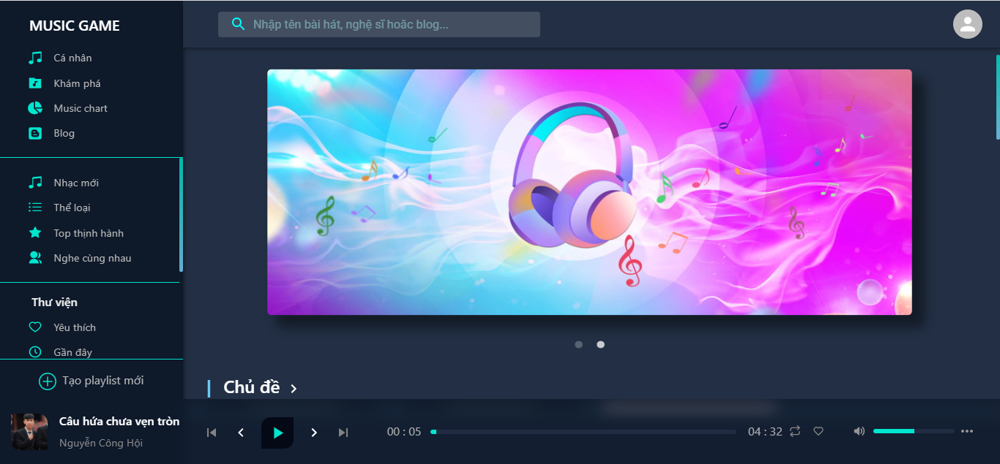 MUSIC GAME
Nhập tên bài hát, nghệ sĩ hoăc blog...
Cá nhân
Khám phá
Music chart
Blog
Nhạc mới
Thể loại
Top thịnh hành
Nghe cùng nhau
Thư viện
Yêu thích
Gần đây
Tạo playlist mới
Chủ đề
Câu hứa chưa vẹn tròn
Nguyễn Công Hội
00 : 05
04 : 32